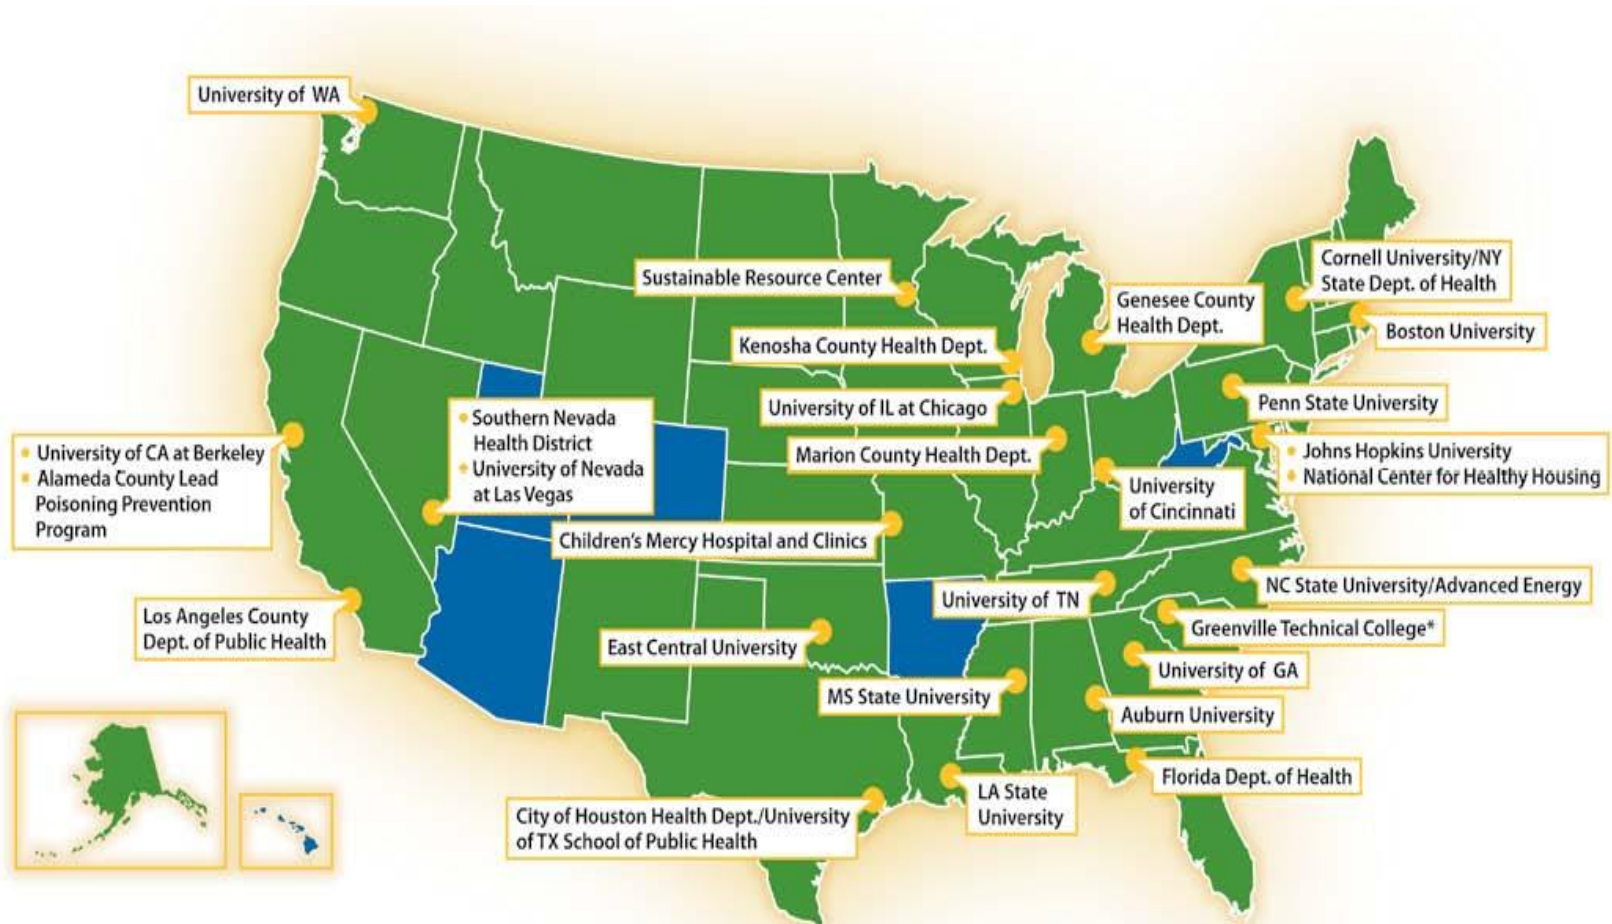 University of WA
Sustainable Resource Center
Cornell University/NY
State Dept. of Health
Genesee County
Health Dept.
Boston University
Kenosha County Health Dept.
University of IL at Chicago
Penn State University
• Southern Nevada
Health District
• University of Nevada
at Las Vegas
Marion County Health Dept.
• University of CA at Berkeley
• Alameda County Lead
Poisoning Prevention
Program
• Johns Hopkins University
• National Center for Healthy Housing
University
of Cincinnati
Children's Mercy Hospital and Clinics
University of TN
NC State University/Advanced Energy
Los Angeles County
Dept. of Public Health
East Central University
Greenville Technical College*
University of GA
MS State University
Auburn University
Florida Dept. of Health
LA State
University
City of Houston Health Dept./University
of TX School of Public Health